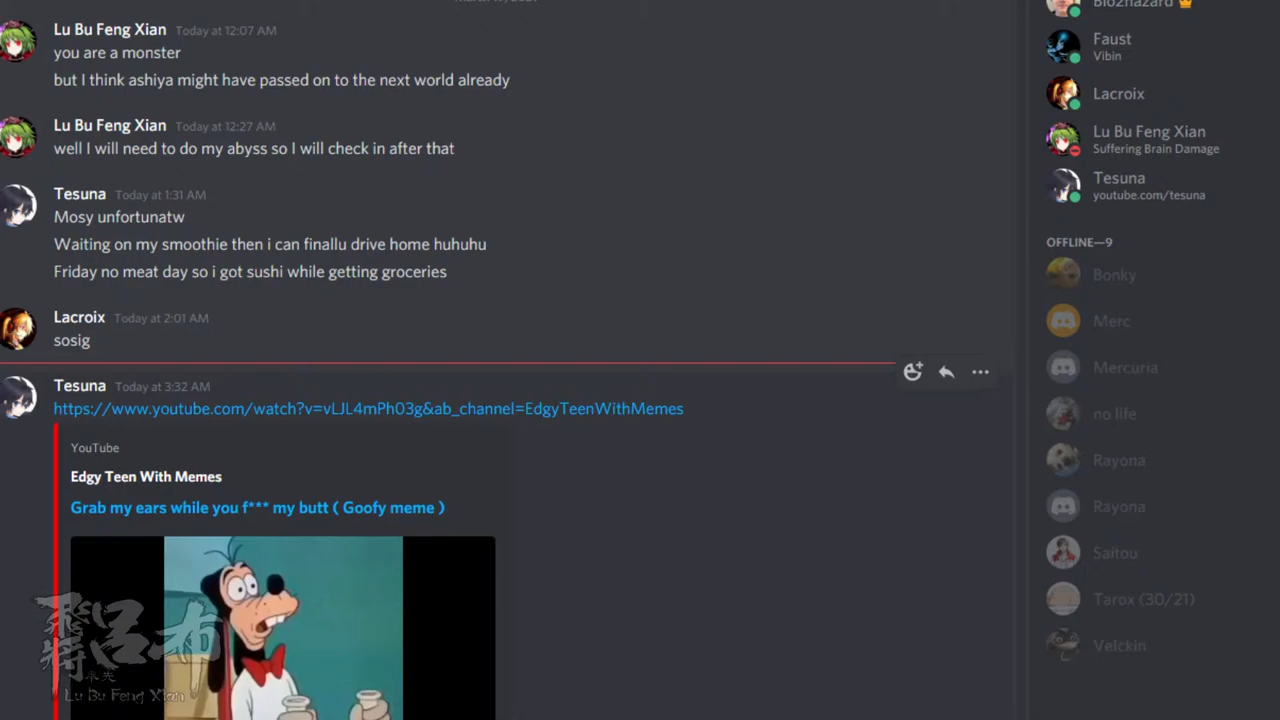 Lu Bu Feng Xian Today at 12:07 AM
you are a monster
but I think ashiya might have passed on to the next world already
Lu Bu Feng Xian Today at 12:27 AM
well I will need to do my abyss so I will check in after that
Tesuna Today at 1:31 AM
Mosy unfortunatw
Waiting on my smoothie then i can finallu drive home huhuhu
Friday no meat day so i got sushi while getting groceries
Lacroix Today at 2:01 AM
sosig
Tesuna Today at 3:32 AM
https://www.youtube.com/watch?v=vLJL4mPh03g&ab_channel=EdgyTeenWithMemes
YouTube
Edgy Teen With Memes
Grab my ears while you f*** my butt ( Goofy meme )
飛
呂布
Lu Bu Feng Xian
Bio2hazard
Faust
Vibin
Lacroix
Lu Bu Feng Xian
Suffering Brain Damage
Tesuna
youtube.com/tesuna
OFFLINE—9
Bonky
Merc
Mercuria
no life
Rayona
Rayona
Saitou
Tarox (30/21)
Velckin